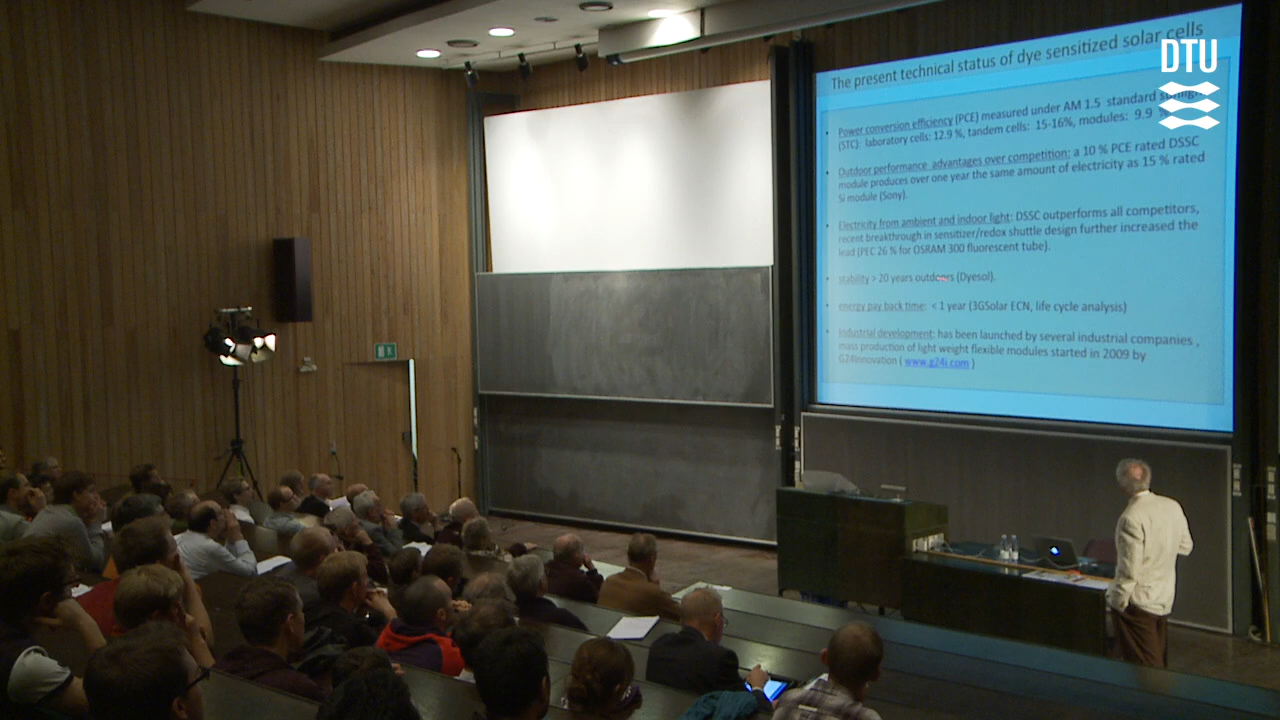 The present technical status of dye sensitized solar cells
DTU
• Power conversion efficiency (PCE) measured under AM 1.5 standard sunlight
(STC): laboratory cells: 12.9 %, tandem cells: 15-16%, modules: 9.9 %
• Outdoor performance advantages over competition: a 10 % PCE rated DSSC
module produces over one year the same amount of electricity as 15 % rated
Si module (Sony).
• Electricity from ambient and indoor light: DSSC outperforms all competitors,
recent breakthrough in sensitizer/redox shuttle design further increased the
lead (PEC 26 % for OSRAM 300 fluorescent tube).
• stability > 20 years outdoors (Dyesol).
• energy pay back time: < 1 year (3GSolar ECN, life cycle analysis)
• industrial development: has been launched by several industrial companies ,
mass production of light weight flexible modules started in 2009 by
G24Innovation ( www.g24i.com )